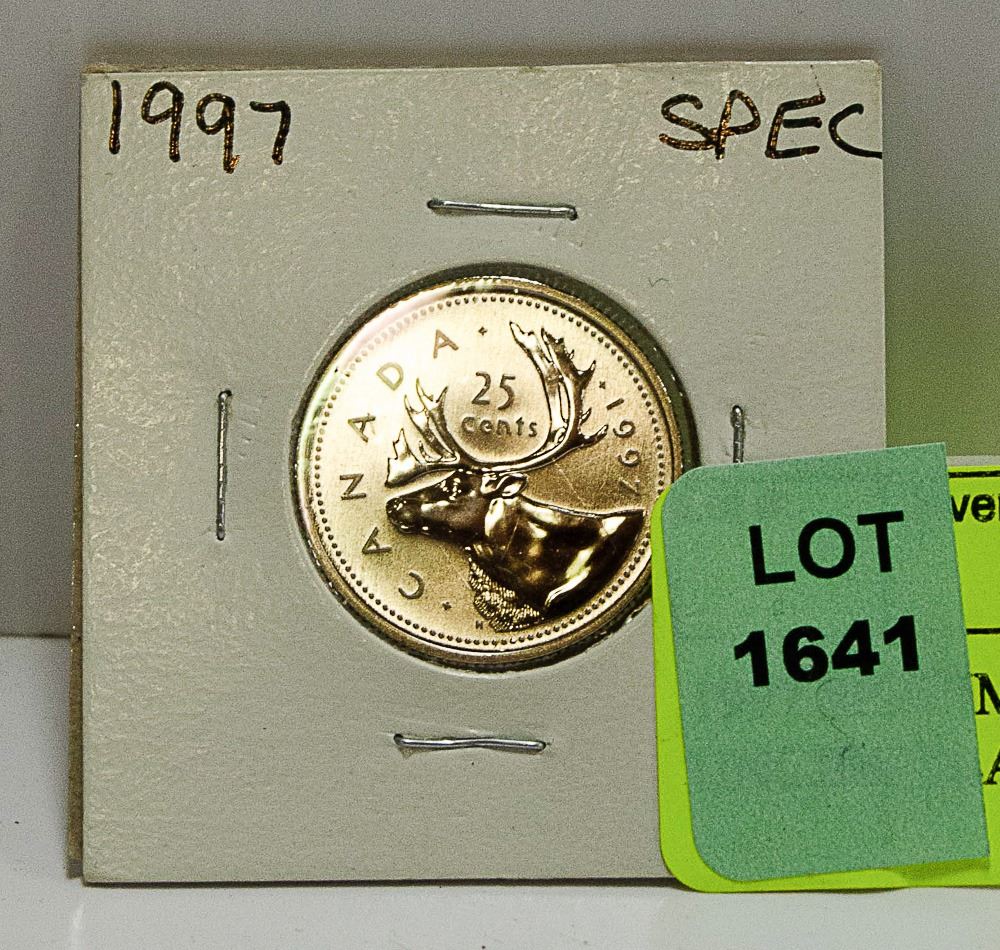 1997 SPEC
CANADA
25
cents
1997
H
LOT
1641